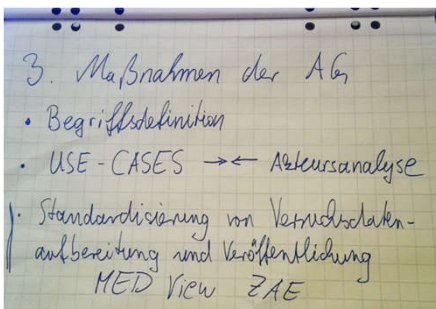 3. Maßnahmen der AG
• Begriffsdefinition
• USE-CASES →← Akteursanalyse
• Standardisierung von Versuchsdaten-
aufbereitung und Veröffentlichung
MED View ZAE